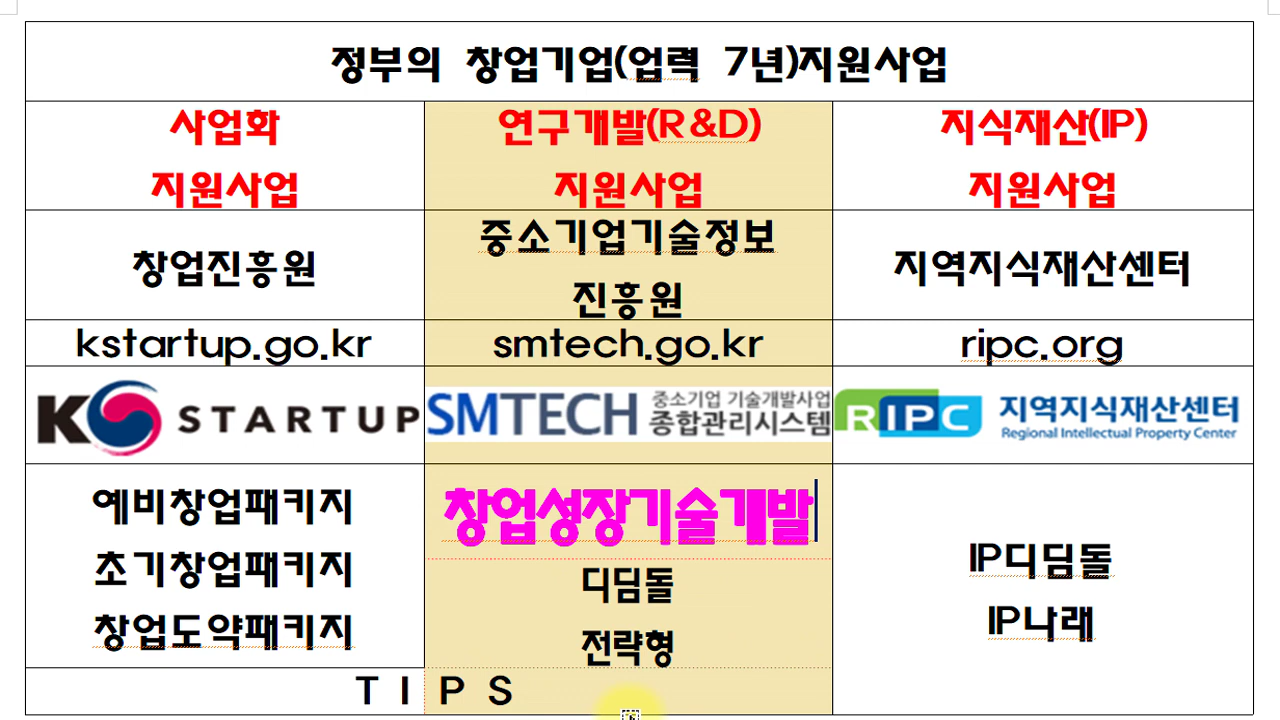 정부의 창업기업(업력 7년)지원사업
사업화
지원사업
연구개발(R&D)
지원사업
지식재산(IP)
지원사업
창업진흥원
중소기업기술정보
진흥원
지역지식재산센터
kstartup.go.kr
smtech.go.kr
ripc.org
K STARTUP
SMTECH 중소기업 기술개발사업
종합관리시스템
RIPC 지역지식재산센터
Regional Intellectual Property Center
예비창업패키지
초기창업패키지
창업도약패키지
창업성장기술개발
디딤돌
전략형
IP디딤돌
IP나래
T I P S